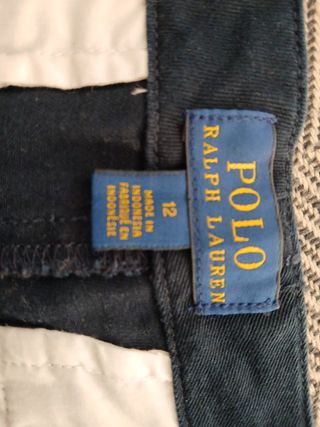 POLO
RALPH LAUREN
12
MADE IN
INDONESIA
FABRIQUÉ EN
INDONÉSIE